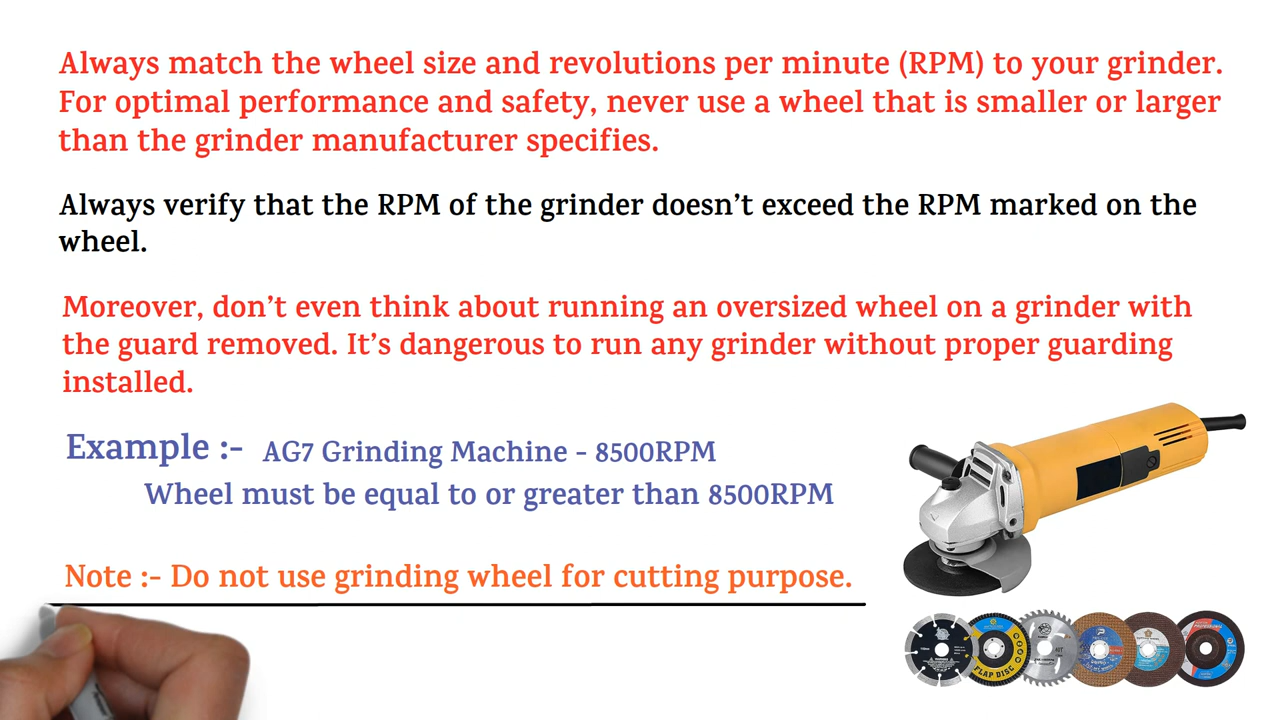 Always match the wheel size and revolutions per minute (RPM) to your grinder.
For optimal performance and safety, never use a wheel that is smaller or larger
than the grinder manufacturer specifies.
Always verify that the RPM of the grinder doesn't exceed the RPM marked on the
wheel.
Moreover, don't even think about running an oversized wheel on a grinder with
the guard removed. It's dangerous to run any grinder without proper guarding
installed.
Example :- AG7 Grinding Machine - 8500RPM
Wheel must be equal to or greater than 8500RPM
Note :- Do not use grinding wheel for cutting purpose.
FLAP DISC